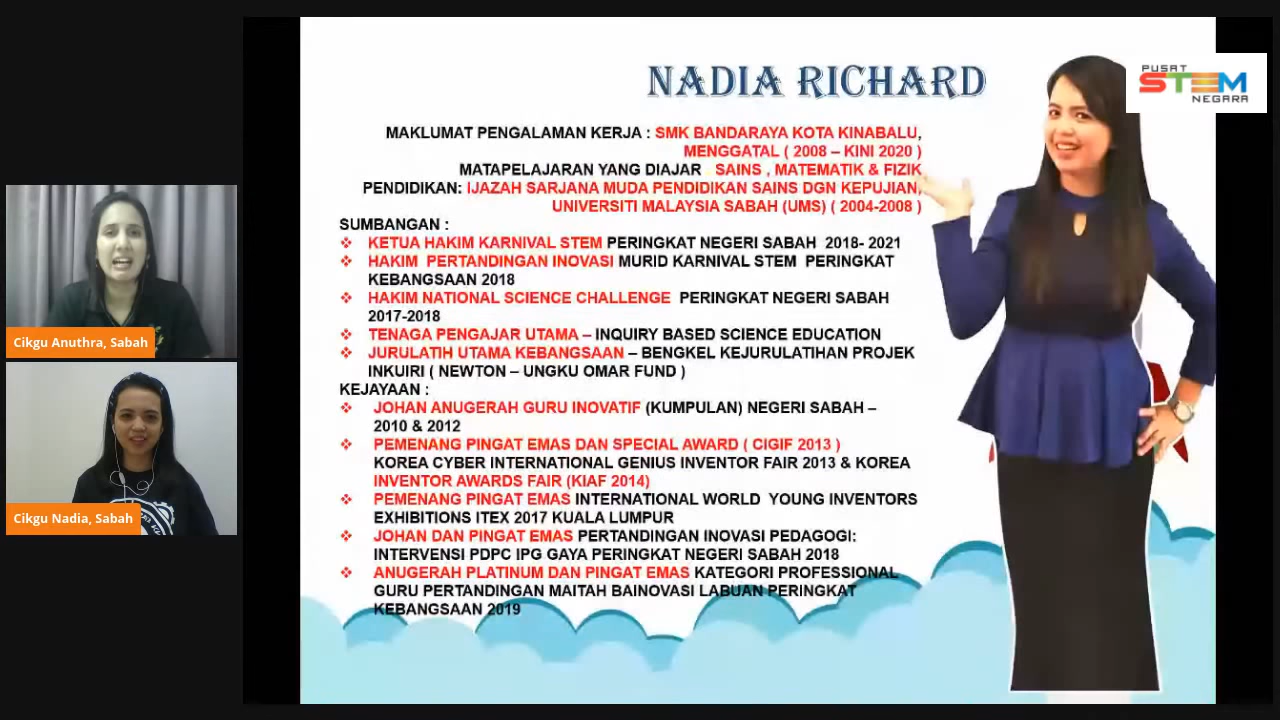 NADIA RICHARD
PUSAT
STEM
NEGARA
MAKLUMAT PENGALAMAN KERJA : SMK BANDARAYA KOTA KINABALU,
MENGGATAL ( 2008 – KINI 2020 )
MATAPELAJARAN YANG DIAJAR : SAINS , MATEMATIK & FIZIK
PENDIDIKAN: IJAZAH SARJANA MUDA PENDIDIKAN SAINS DGN KEPUJIAN,
UNIVERSITI MALAYSIA SABAH (UMS) ( 2004-2008 )
SUMBANGAN :
❖ KETUA HAKIM KARNIVAL STEM PERINGKAT NEGERI SABAH 2018- 2021
❖ HAKIM PERTANDINGAN INOVASI MURID KARNIVAL STEM PERINGKAT
KEBANGSAAN 2018
❖ HAKIM NATIONAL SCIENCE CHALLENGE PERINGKAT NEGERI SABAH
2017-2018
❖ TENAGA PENGAJAR UTAMA – INQUIRY BASED SCIENCE EDUCATION
❖ JURULATIH UTAMA KEBANGSAAN – BENGKEL KEJURULATIHAN PROJEK
INKUIRI ( NEWTON – UNGKU OMAR FUND )
KEJAYAAN :
❖ JOHAN ANUGERAH GURU INOVATIF (KUMPULAN) NEGERI SABAH –
2010 & 2012
❖ PEMENANG PINGAT EMAS DAN SPECIAL AWARD ( CIGIF 2013 )
KOREA CYBER INTERNATIONAL GENIUS INVENTOR FAIR 2013 & KOREA
INVENTOR AWARDS FAIR (KIAF 2014)
❖ PEMENANG PINGAT EMAS INTERNATIONAL WORLD YOUNG INVENTORS
EXHIBITIONS ITEX 2017 KUALA LUMPUR
❖ JOHAN DAN PINGAT EMAS PERTANDINGAN INOVASI PEDAGOGI:
INTERVENSI PDPC IPG GAYA PERINGKAT NEGERI SABAH 2018
❖ ANUGERAH PLATINUM DAN PINGAT EMAS KATEGORI PROFESSIONAL
GURU PERTANDINGAN MAITAH BAINOVASI LABUAN PERINGKAT
KEBANGSAAN 2019
Cikgu Anuthra, Sabah
Cikgu Nadia, Sabah